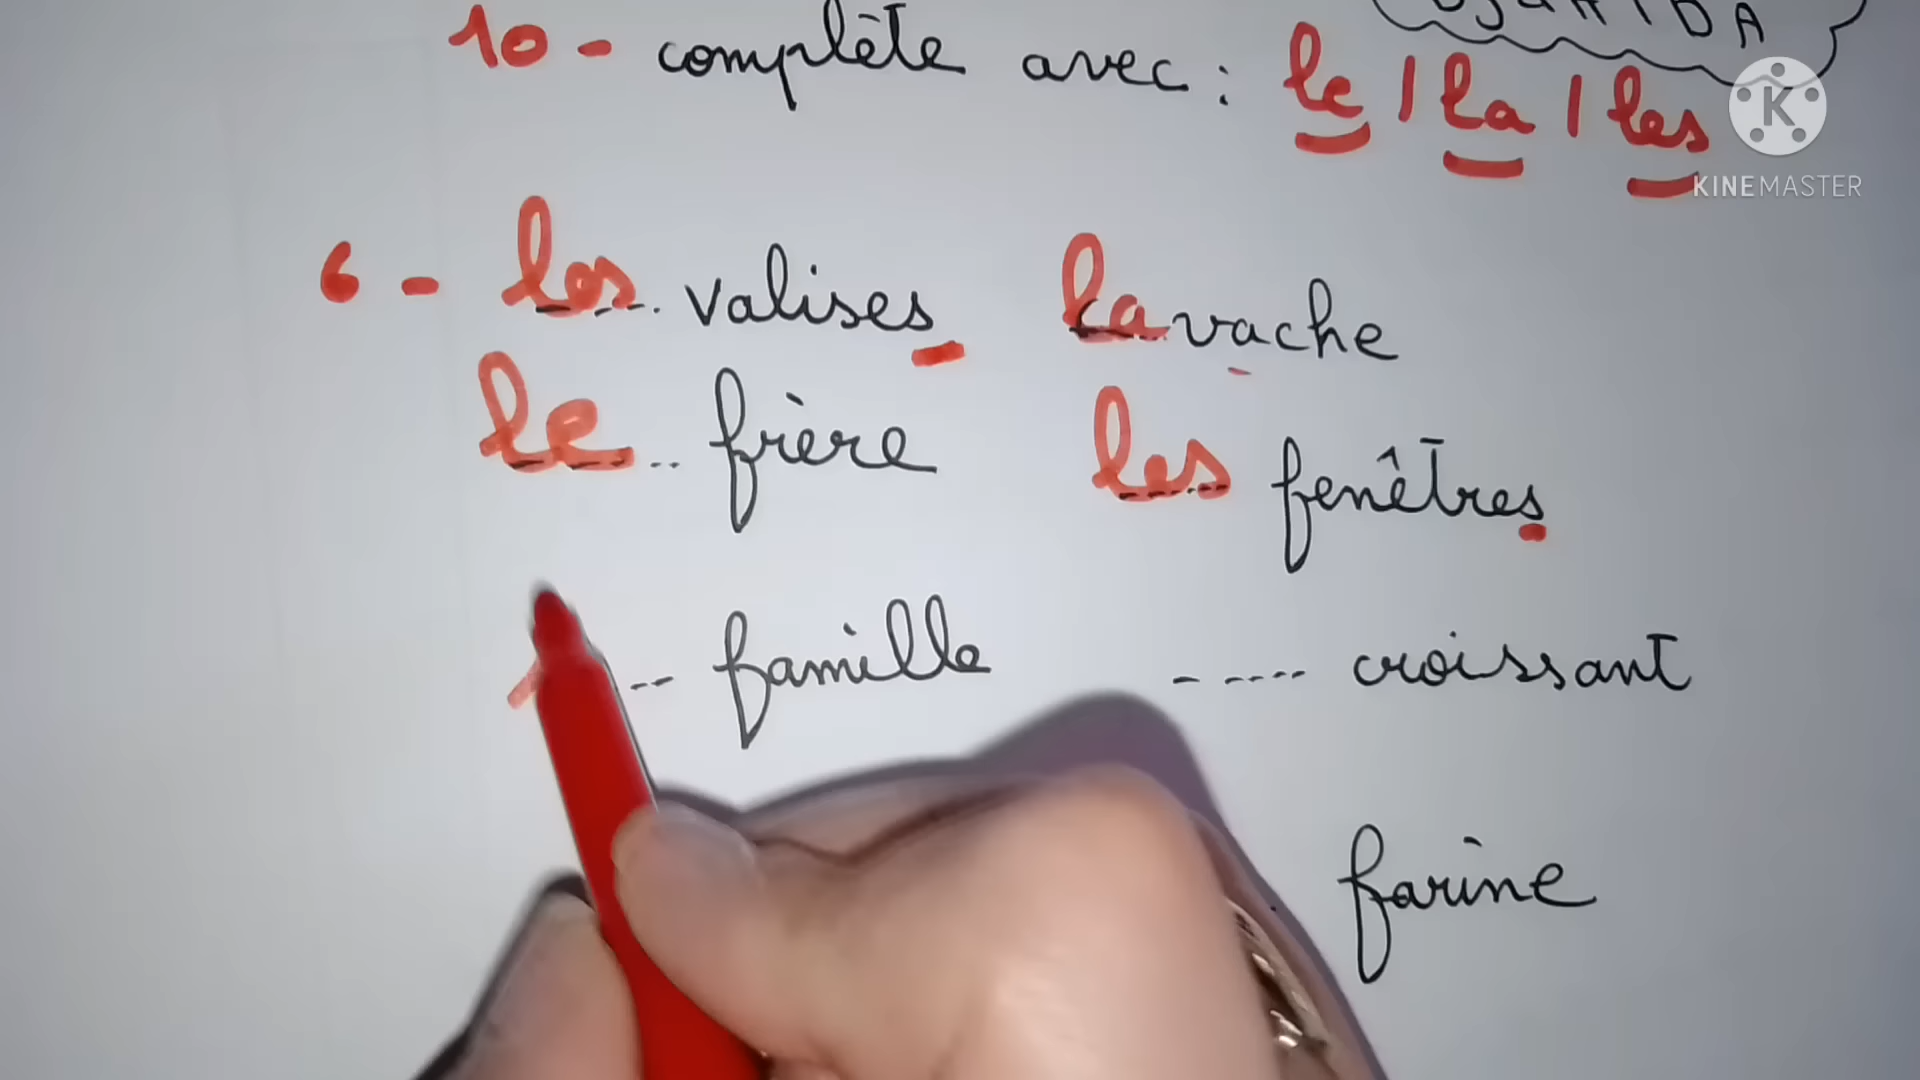 10 - complète avec : le / la / les
KINEMASTER
6 - les valises la vache
le frère les fenêtres
famille croissant
farine